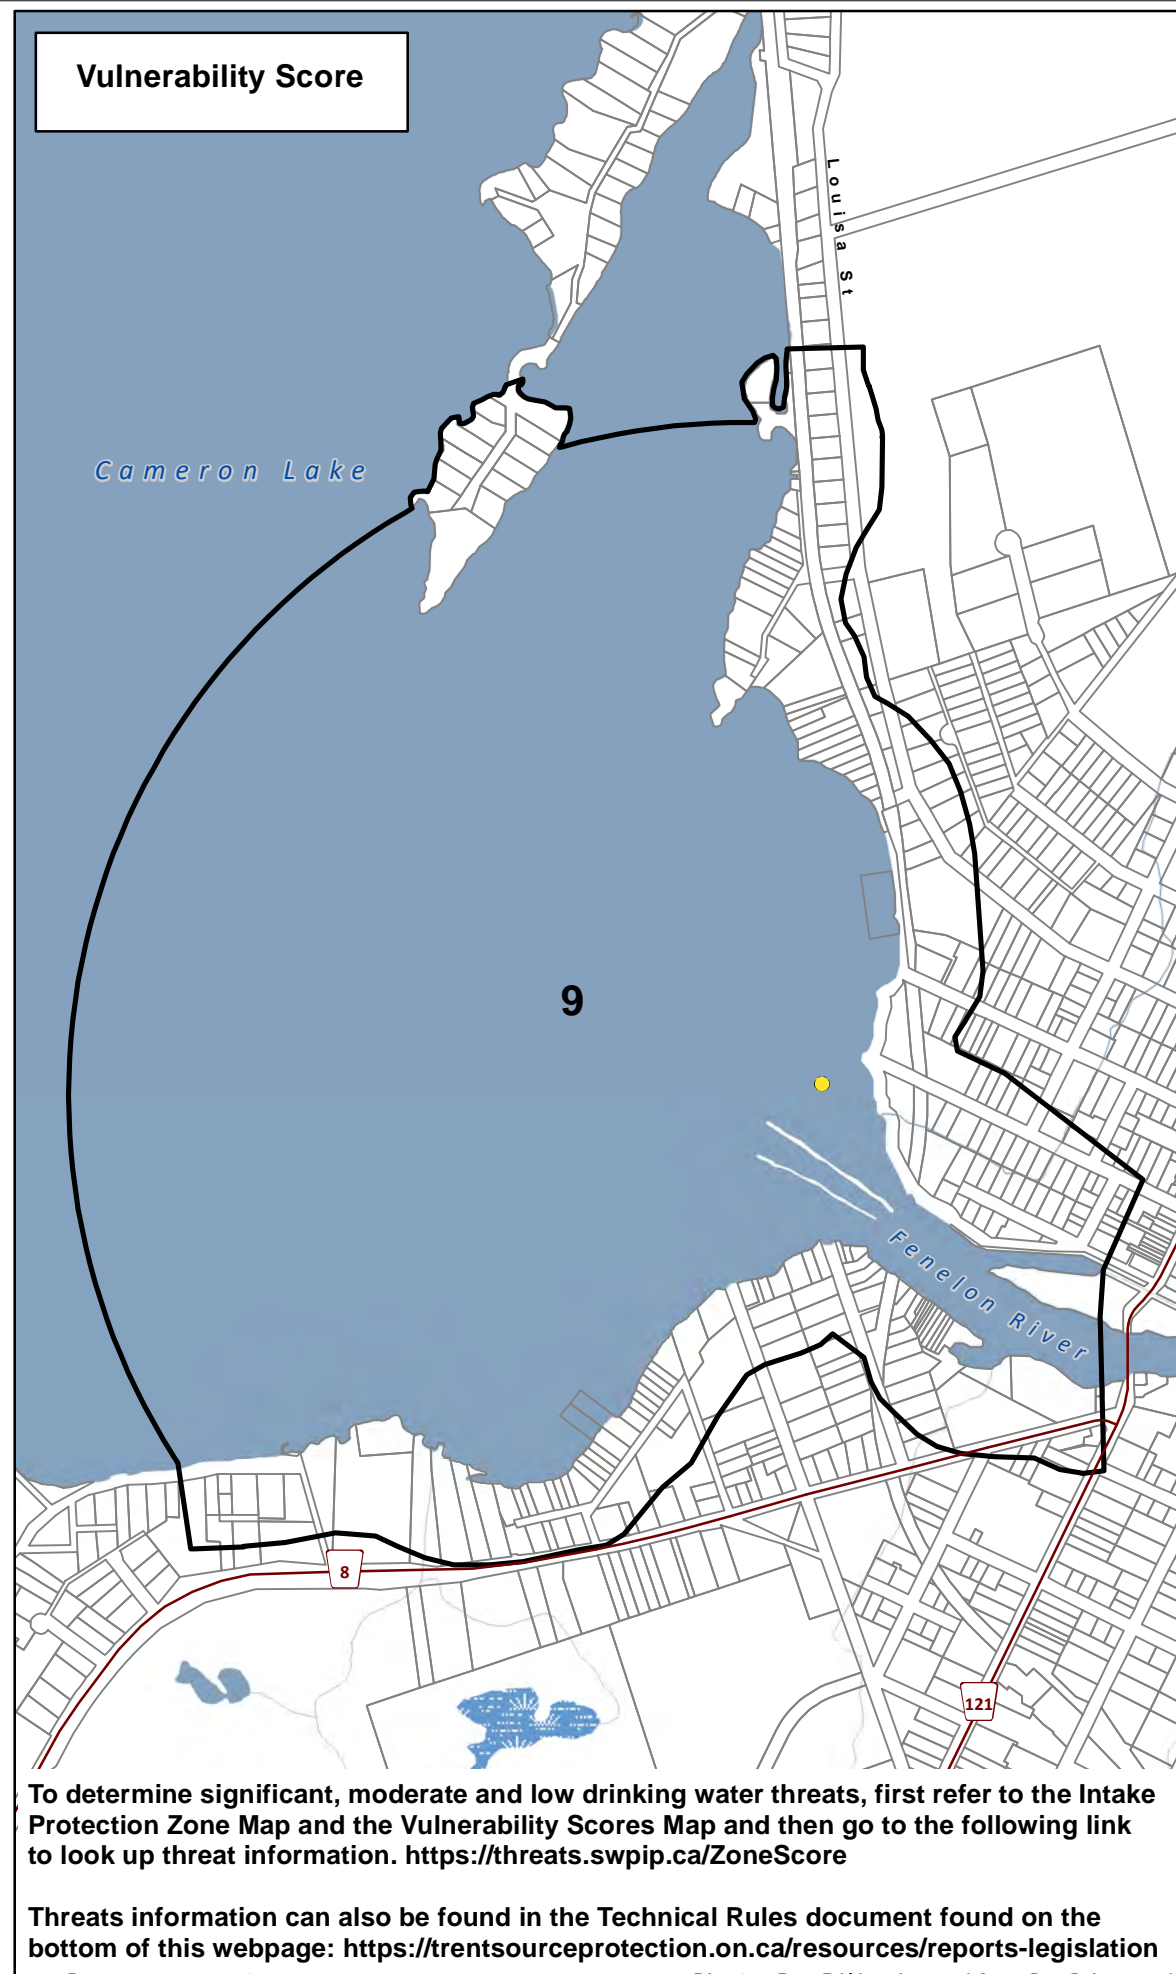 Vulnerability Score
Louisa St
Cameron Lake
9
Fenelon River
8
121
To determine significant, moderate and low drinking water threats, first refer to the Intake
Protection Zone Map and the Vulnerability Scores Map and then go to the following link
to look up threat information. https://threats.swpip.ca/ZoneScore
Threats information can also be found in the Technical Rules document found on the
bottom of this webpage: https://trentsourceprotection.on.ca/resources/reports-legislation